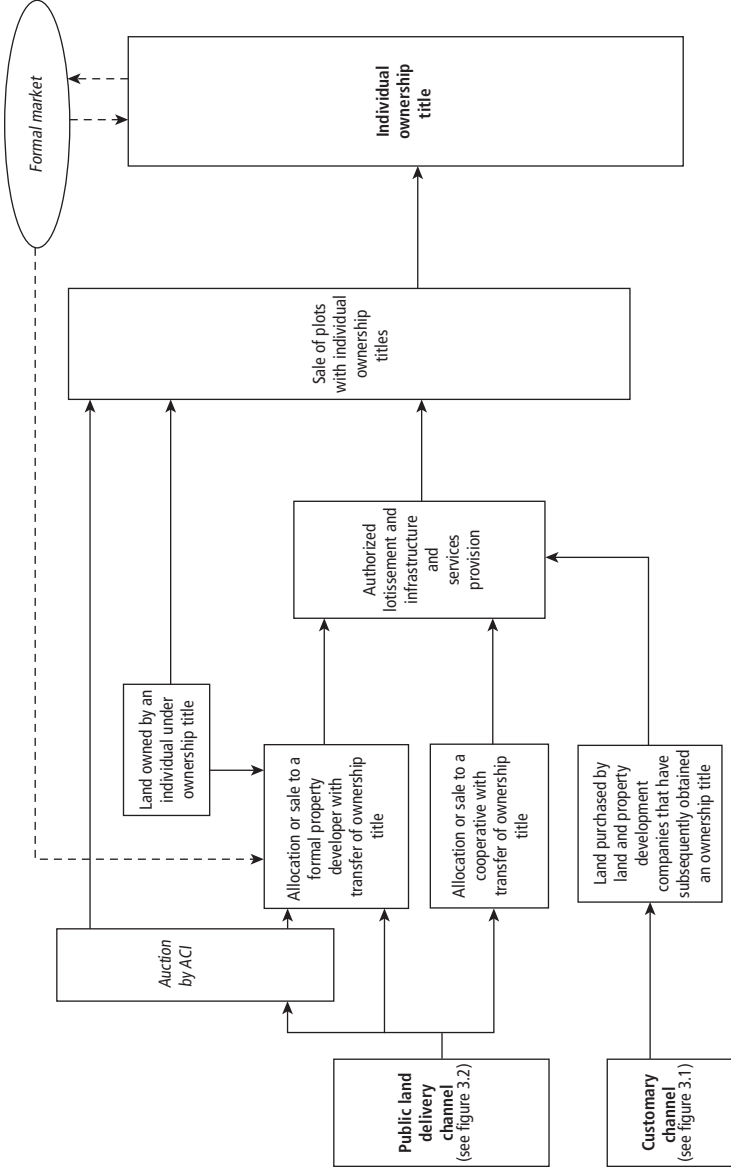 Public land
delivery
channel
(see figure 3.2)
Customary
channel
(see figure 3.1)
Auction
by ACI
Land owned by an
individual under
ownership title
Allocation or sale to a
formal property
developer with
transfer of ownership
title
Allocation or sale to a
cooperative with
transfer of ownership
title
Land purchased by
land and property
development
companies that have
subsequently obtained
an ownership title
Authorized
lotissement and
infrastructure
and
services
provision
Sale of plots
with individual
ownership
titles
Formal market
Individual
ownership
title